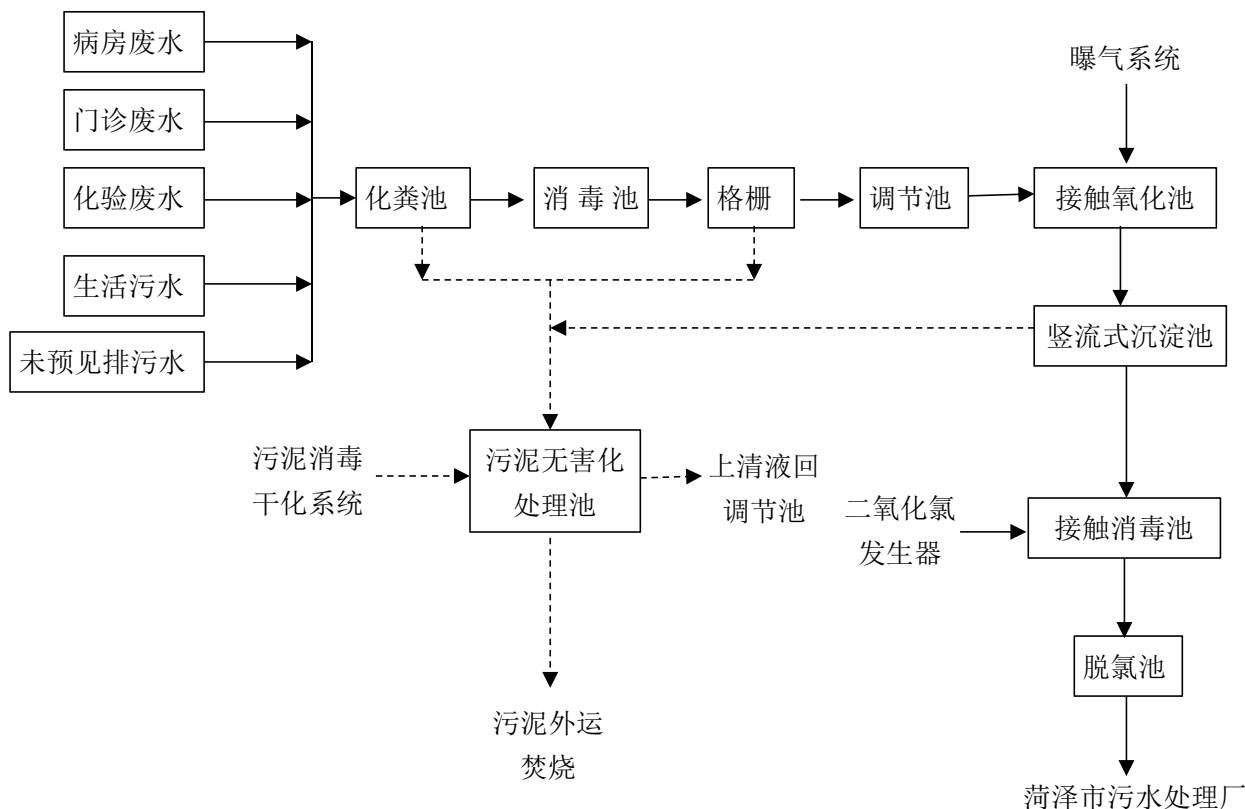 病房废水
门诊废水
化验废水
生活污水
未预见排污水
化粪池
消 毒 池
格栅
调节池
曝气系统
接触氧化池
竖流式沉淀池
污泥消毒
干化系统
污泥无害化
处理池
上清液回
调节池
二氧化氯
发生器
接触消毒池
脱氯池
污泥外运
焚烧
菏泽市污水处理厂